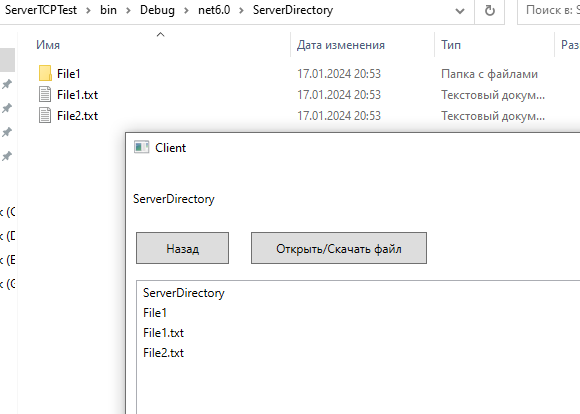 ServerTCPTest > bin > Debug > net6.0 > ServerDirectory
Поиск в: S
Имя Дата изменения Тип Раз
File1 17.01.2024 20:53 Папка с файлами
File1.txt 17.01.2024 20:53 Текстовый докум...
File2.txt 17.01.2024 20:53 Текстовый докум...
Client
ServerDirectory
Назад
Открыть/Скачать файл
ServerDirectory
File1
File1.txt
File2.txt